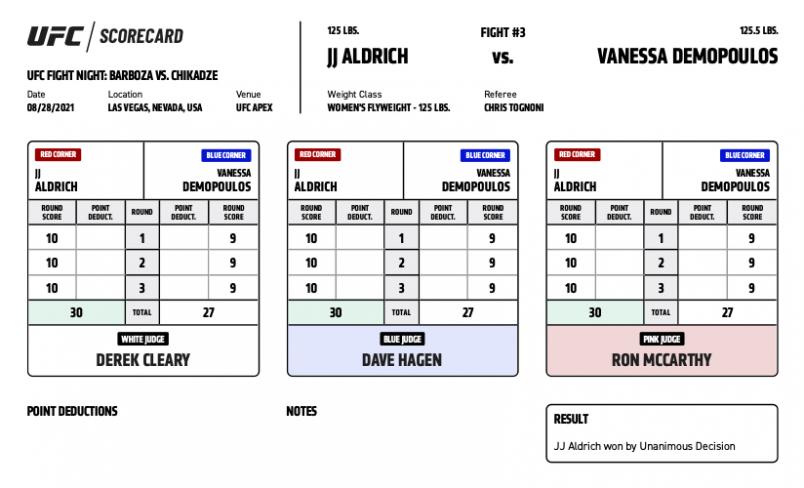 UFC / SCORECARD
UFC FIGHT NIGHT: BARBOZA VS. CHIKADZE
Date Location Venue
08/28/2021 LAS VEGAS, NEVADA, USA UFC APEX
125 LBS. FIGHT #3 125.5 LBS.
JJ ALDRICH vs. VANESSA DEMOPOULOS
Weight Class Referee
WOMEN'S FLYWEIGHT - 125 LBS. CHRIS TOGNONI
RED CORNER BLUE CORNER
JJ VANESSA
ALDRICH DEMOPOULOS
ROUND SCORE POINT DEDUCT. ROUND POINT DEDUCT. ROUND SCORE
10 1 9
10 2 9
10 3 9
30 TOTAL 27
WHITE JUDGE
DEREK CLEARY
RED CORNER BLUE CORNER
JJ VANESSA
ALDRICH DEMOPOULOS
ROUND SCORE POINT DEDUCT. ROUND POINT DEDUCT. ROUND SCORE
10 1 9
10 2 9
10 3 9
30 TOTAL 27
BLUE JUDGE
DAVE HAGEN
RED CORNER BLUE CORNER
JJ VANESSA
ALDRICH DEMOPOULOS
ROUND SCORE POINT DEDUCT. ROUND POINT DEDUCT. ROUND SCORE
10 1 9
10 2 9
10 3 9
30 TOTAL 27
PINK JUDGE
RON MCCARTHY
POINT DEDUCTIONS
NOTES
RESULT
JJ Aldrich won by Unanimous Decision